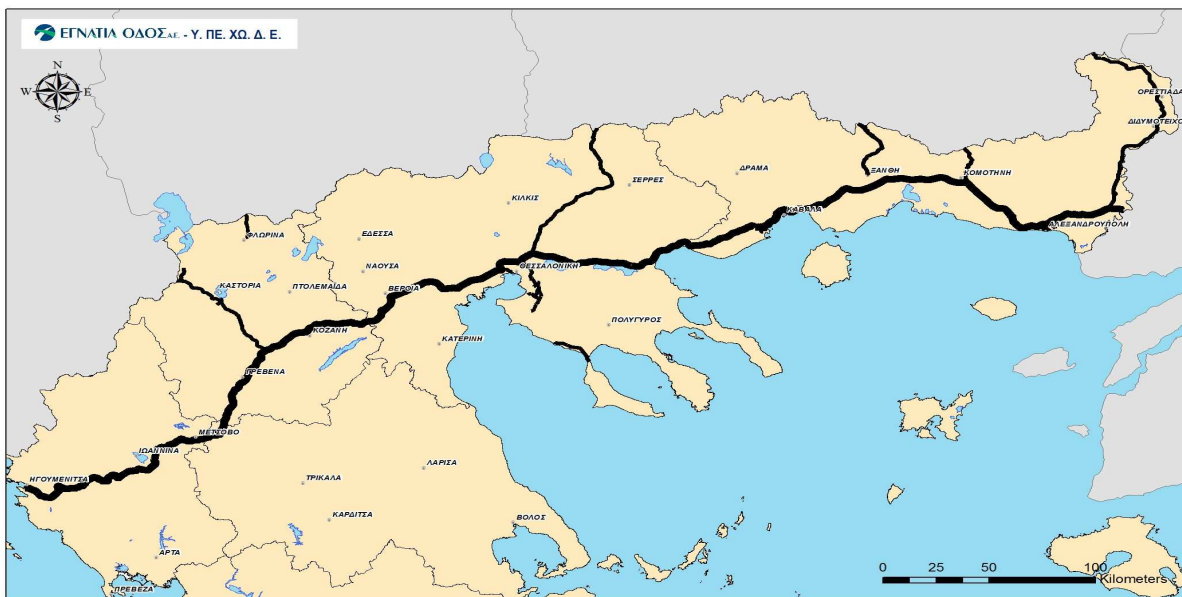 ΕΓΝΑΤΙΑ ΟΔΟΣ Α.Ε. - Υ. ΠΕ. ΧΩ. Δ. Ε.
N
W E
S
ΟΡΕΣΤΙΑΔΑ
ΔΙΔΥΜΟΤΕΙΧΟ
ΔΡΑΜΑ
ΞΑΝΘΗ
ΚΟΜΟΤΗΝΗ
ΣΕΡΡΕΣ
ΚΙΛΚΙΣ
ΚΑΒΑΛΑ
ΑΛΕΞΑΝΔΡΟΥΠΟΛΗ
ΦΛΩΡΙΝΑ
ΕΔΕΣΣΑ
ΝΑΟΥΣΑ
ΘΕΣΣΑΛΟΝΙΚΗ
ΚΑΣΤΟΡΙΑ
ΠΤΟΛΕΜΑΙΔΑ
ΒΕΡΟΙΑ
ΠΟΛΥΓΥΡΟΣ
ΚΟΖΑΝΗ
ΚΑΤΕΡΙΝΗ
ΓΡΕΒΕΝΑ
ΜΕΤΣΟΒΟ
ΙΩΑΝΝΙΝΑ
ΗΓΟΥΜΕΝΙΤΣΑ
ΛΑΡΙΣΑ
ΤΡΙΚΑΛΑ
ΚΑΡΔΙΤΣΑ
ΒΟΛΟΣ
ΑΡΤΑ
ΠΡΕΒΕΖΑ
0 25 50 100
Kilometers